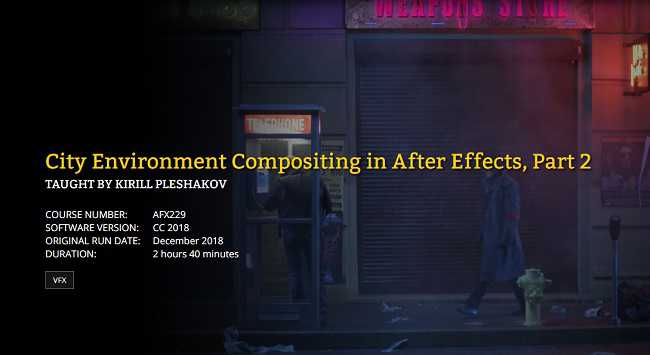 WEAPONS STORE
TELEPHONE
City Environment Compositing in After Effects, Part 2
TAUGHT BY KIRILL PLESHAKOV
COURSE NUMBER: AFX229
SOFTWARE VERSION: CC 2018
ORIGINAL RUN DATE: December 2018
DURATION: 2 hours 40 minutes
VFX